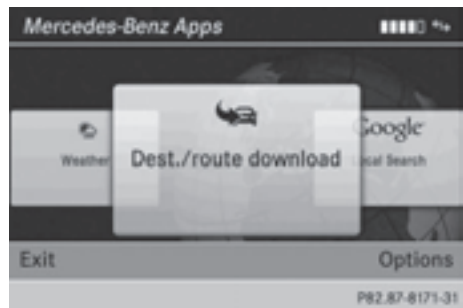 Mercedes-Benz Apps
Weather
Dest./route download
Google
Local Search
Exit
Options
P82.87-8171-31